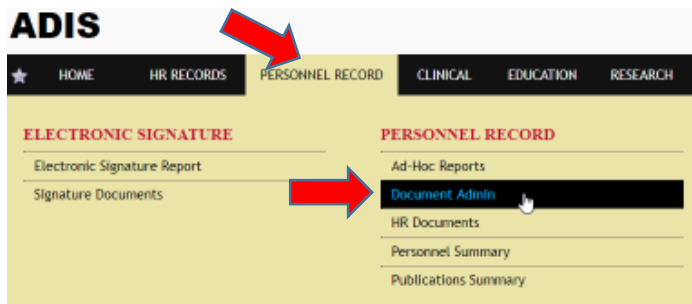 ADIS
HOME HR RECORDS PERSONNEL RECORD CLINICAL EDUCATION RESEARCH
ELECTRONIC SIGNATURE
Electronic Signature Report
Signature Documents
PERSONNEL RECORD
Ad-Hoc Reports
Document Admin
HR Documents
Personnel Summary
Publications Summary